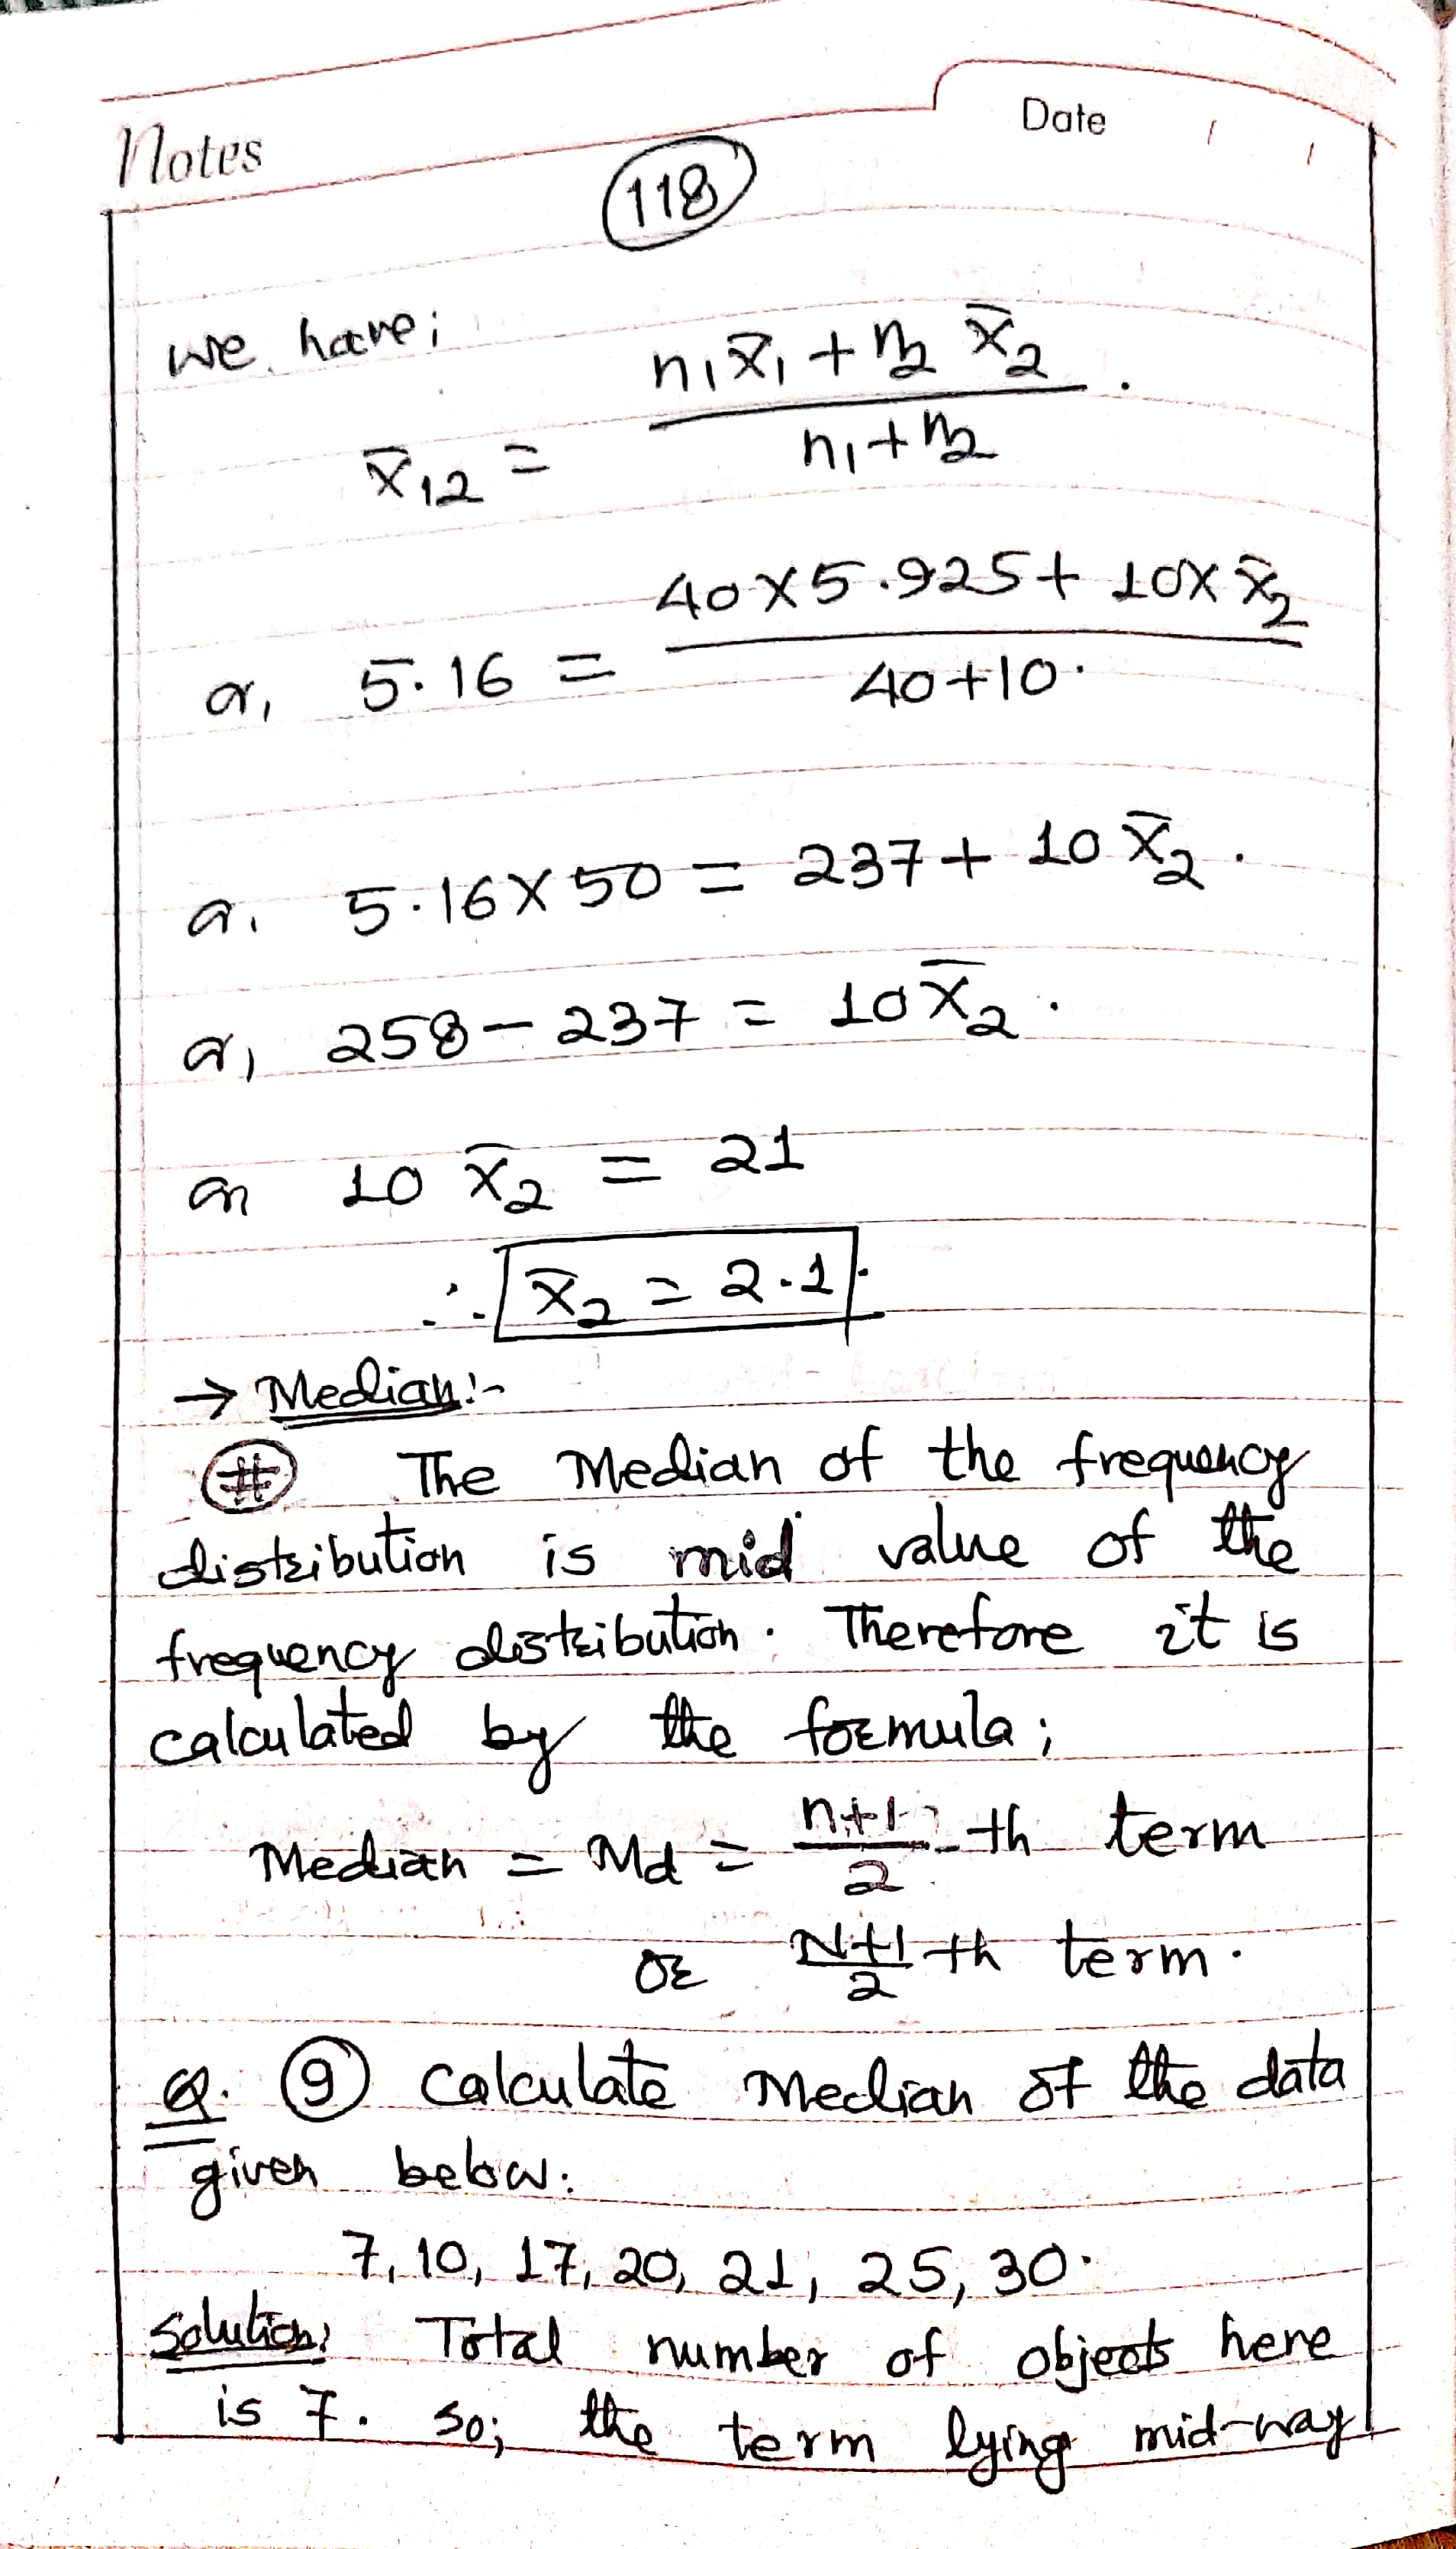 Notes
Date / /
118
we have;
x̄₁₂ = (n₁x̄₁ + n₂ x̄₂) / (n₁+n₂) .
or, 5.16 = (40×5.925 + 10× x̄₂) / (40+10) .
or, 5.16×50 = 237 + 10 x̄₂ .
or, 258 - 237 = 10 x̄₂ .
or 10 x̄₂ = 21
∴ x̄₂ = 2.1 .
→ Median:-
# The Median of the frequency
distribution is mid value of the
frequency distribution. Therefore it is
calculated by the formula;
Median = Md = (n+1)/2 th term
or (N+1)/2 th term.
Q. 9 Calculate Median of the data
given below:
7, 10, 17, 20, 21, 25, 30.
Solution: Total number of objects here
is 7. So; the term lying mid-way